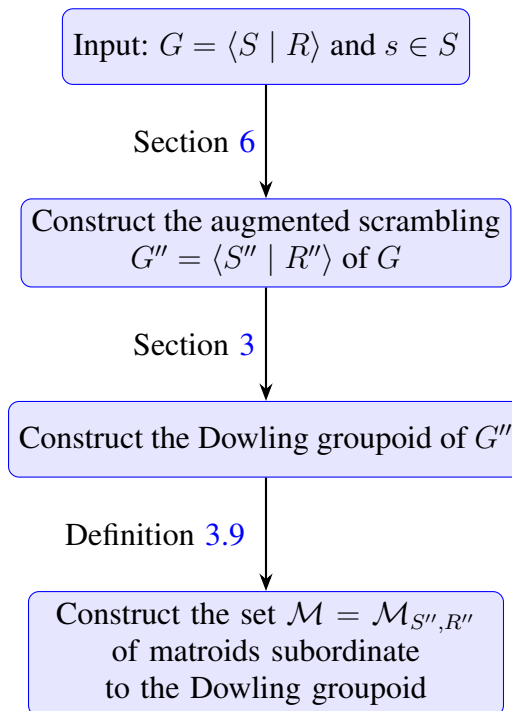 Input: G = ⟨S | R⟩ and s ∈ S
Section 6
Construct the augmented scrambling
G′′ = ⟨S′′ | R′′⟩ of G
Section 3
Construct the Dowling groupoid of G′′
Definition 3.9
Construct the set ℳ = ℳ_{S′′,R′′}
of matroids subordinate
to the Dowling groupoid